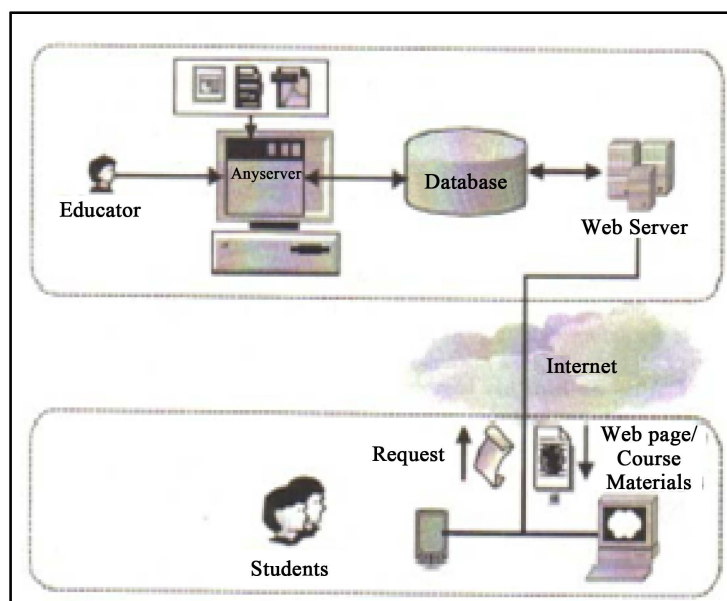 Anyserver
Educator
Database
Web Server
Internet
Request
Web page/
Course
Materials
Students